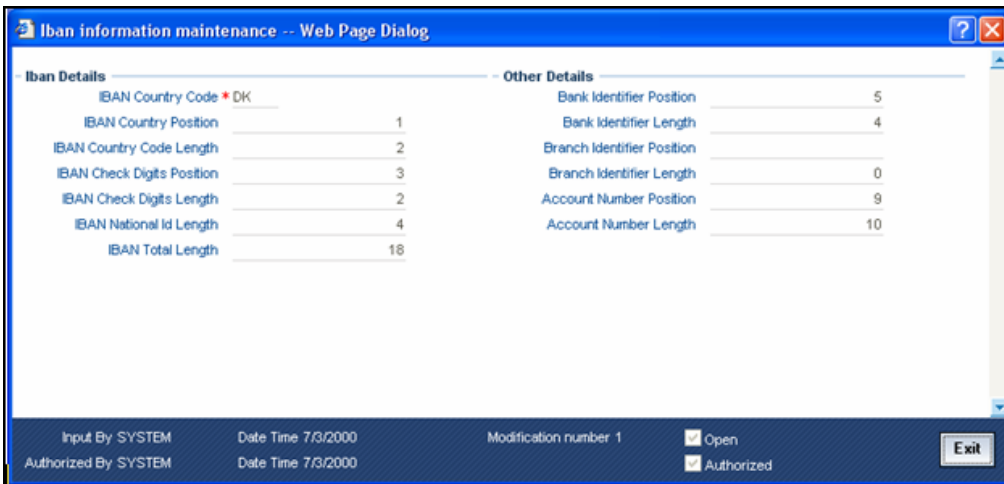 Iban information maintenance -- Web Page Dialog
Iban Details
IBAN Country Code * DK
IBAN Country Position 1
IBAN Country Code Length 2
IBAN Check Digits Position 3
IBAN Check Digits Length 2
IBAN National Id Length 4
IBAN Total Length 18
Other Details
Bank Identifier Position 5
Bank Identifier Length 4
Branch Identifier Position
Branch Identifier Length 0
Account Number Position 9
Account Number Length 10
Input By SYSTEM Date Time 7/3/2000 Modification number 1 Open
Authorized By SYSTEM Date Time 7/3/2000 Authorized
Exit